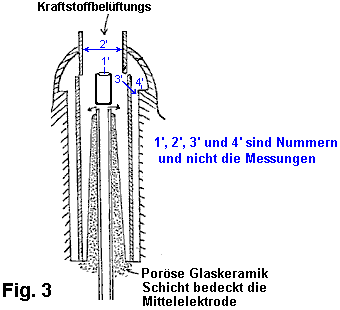 Kraftstoffbelüftungs
2'
1'
3'
4'
1', 2', 3' und 4' sind Nummern
und nicht die Messungen
Poröse Glaskeramik
Schicht bedeckt die
Mittelelektrode
Fig. 3